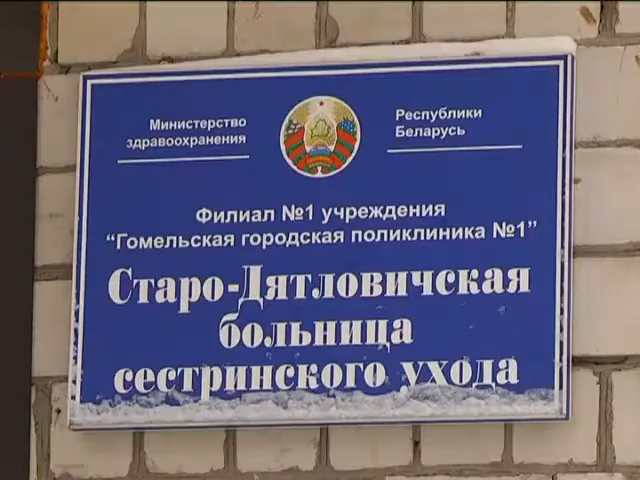 Министерство
здравоохранения
Республики
Беларусь
Филиал №1 учреждения
“Гомельская городская поликлиника №1”
Старо-Дятловичская
больница
сестринского ухода